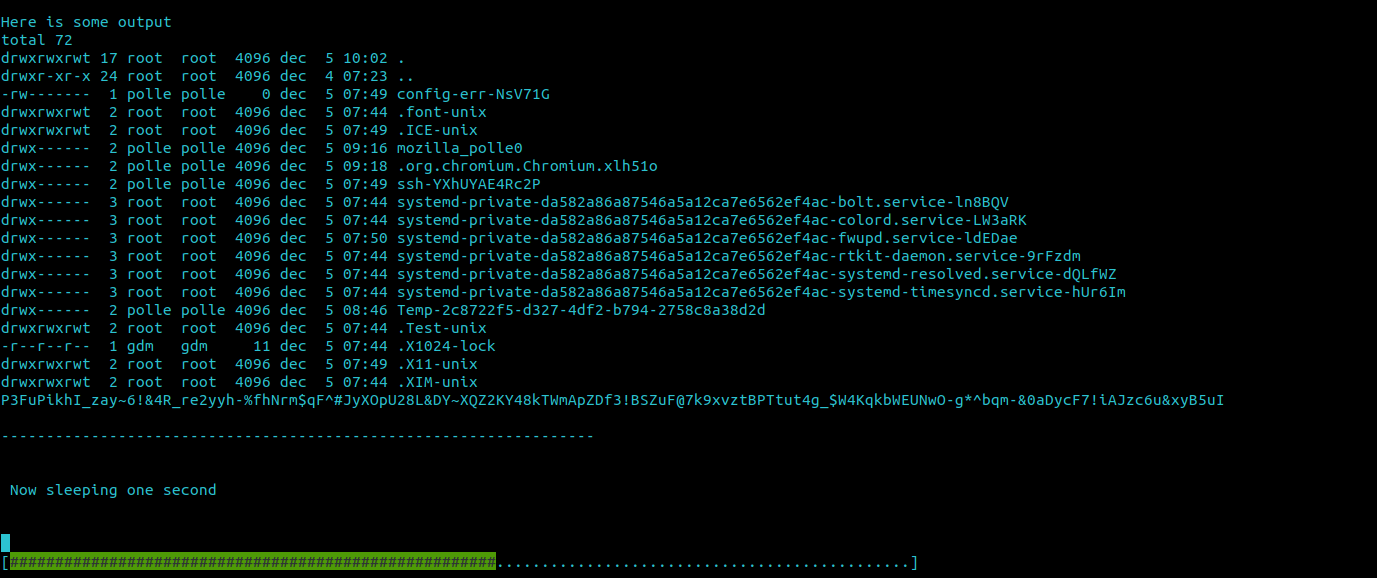 Here is some output
total 72
drwxrwxrwt 17 root  root  4096 dec  5 10:02 .
drwxr-xr-x 24 root  root  4096 dec  4 07:23 ..
-rw-------  1 polle polle    0 dec  5 07:49 config-err-NsV71G
drwxrwxrwt  2 root  root  4096 dec  5 07:44 .font-unix
drwxrwxrwt  2 root  root  4096 dec  5 07:49 .ICE-unix
drwx------  2 polle polle 4096 dec  5 09:16 mozilla_polle0
drwx------  2 polle polle 4096 dec  5 09:18 .org.chromium.Chromium.xlh51o
drwx------  2 polle polle 4096 dec  5 07:49 ssh-YXhUYAE4Rc2P
drwx------  3 root  root  4096 dec  5 07:44 systemd-private-da582a86a87546a5a12ca7e6562ef4ac-bolt.service-ln8BQV
drwx------  3 root  root  4096 dec  5 07:44 systemd-private-da582a86a87546a5a12ca7e6562ef4ac-colord.service-LW3aRK
drwx------  3 root  root  4096 dec  5 07:50 systemd-private-da582a86a87546a5a12ca7e6562ef4ac-fwupd.service-ldEDae
drwx------  3 root  root  4096 dec  5 07:44 systemd-private-da582a86a87546a5a12ca7e6562ef4ac-rtkit-daemon.service-9rFzdm
drwx------  3 root  root  4096 dec  5 07:44 systemd-private-da582a86a87546a5a12ca7e6562ef4ac-systemd-resolved.service-dQLfWZ
drwx------  3 root  root  4096 dec  5 07:44 systemd-private-da582a86a87546a5a12ca7e6562ef4ac-systemd-timesyncd.service-hUr6Im
drwx------  2 polle polle 4096 dec  5 08:46 Temp-2c8722f5-d327-4df2-b794-2758c8a38d2d
drwxrwxrwt  2 root  root  4096 dec  5 07:44 .Test-unix
-r--r--r--  1 gdm   gdm     11 dec  5 07:44 .X1024-lock
drwxrwxrwt  2 root  root  4096 dec  5 07:49 .X11-unix
drwxrwxrwt  2 root  root  4096 dec  5 07:44 .XIM-unix
P3FuPikhI_zay~6!&4R_re2yyh-%fhNrm$qF^#JyXOpU28L&DY~XQZ2KY48kTWmApZDf3!BSZuF@7k9xvztBPTtut4g_$W4KqkbWEUNwO-g*^bqm-&0aDycF7!iAJzc6u&xyB5uI
------------------------------------------------------------------
Now sleeping one second
[######################################################..............................................]